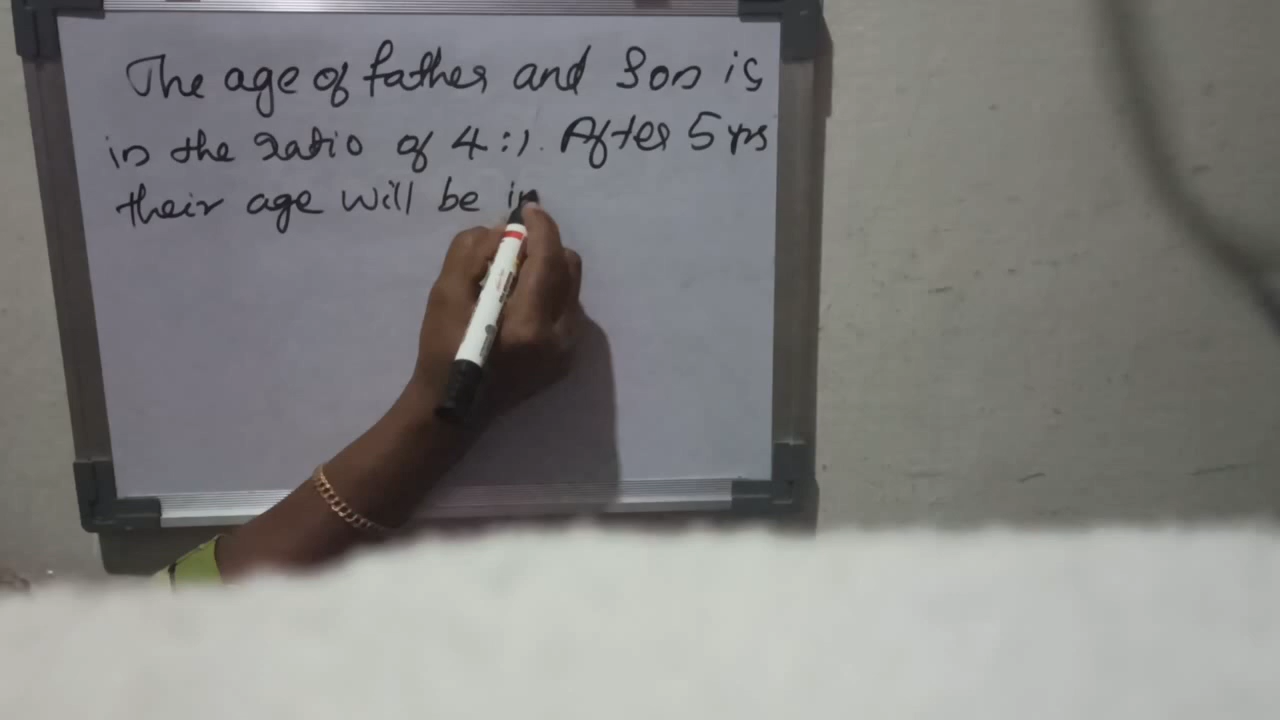 The age of father and Son is
in the ratio of 4:1. After 5 yrs
their age will be in